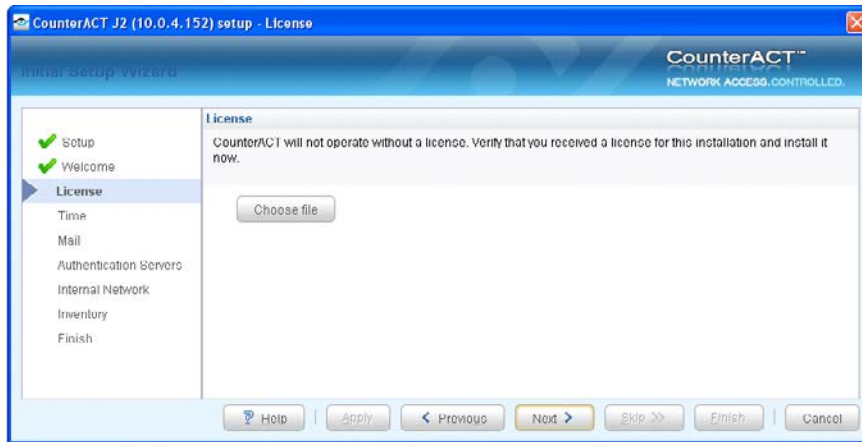 CounterACT J2 (10.0.4.152) setup - License
Initial Setup Wizard
CounterACT™
NETWORK ACCESS.CONTROLLED.
Setup
Welcome
License
Time
Mail
Authentication Servers
Internal Network
Inventory
Finish
License
CounterACT will not operate without a license. Verify that you received a license for this installation and install it
now.
Choose file
Help
Apply
Previous
Next
Skip
Finish
Cancel